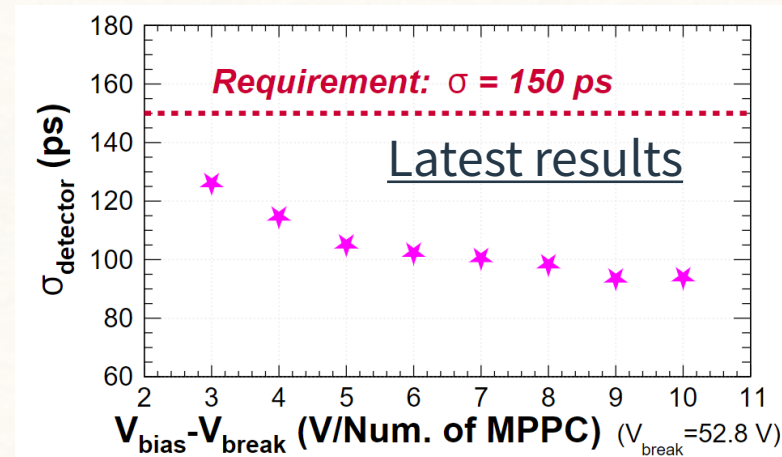 180
160
140
120
100
80
60
σdetector (ps)
Requirement: σ = 150 ps
Latest results
2 3 4 5 6 7 8 9 10 11
Vbias-Vbreak (V/Num. of MPPC) (Vbreak=52.8 V)